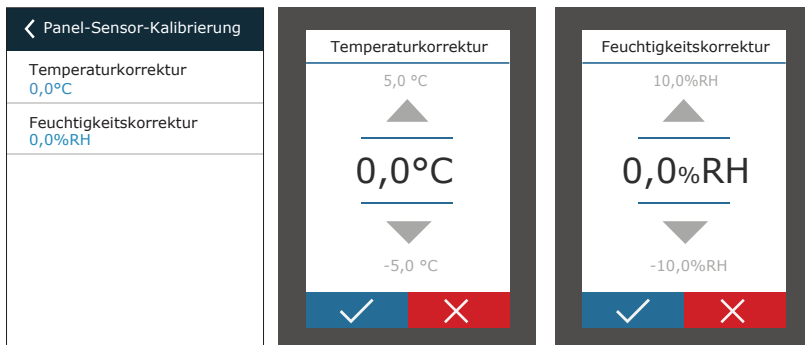 Panel-Sensor-Kalibrierung
Temperaturkorrektur
0,0°C
Feuchtigkeitskorrektur
0,0%RH
Temperaturkorrektur
5,0 °C
0,0°C
-5,0 °C
Feuchtigkeitskorrektur
10,0%RH
0,0%RH
-10,0%RH